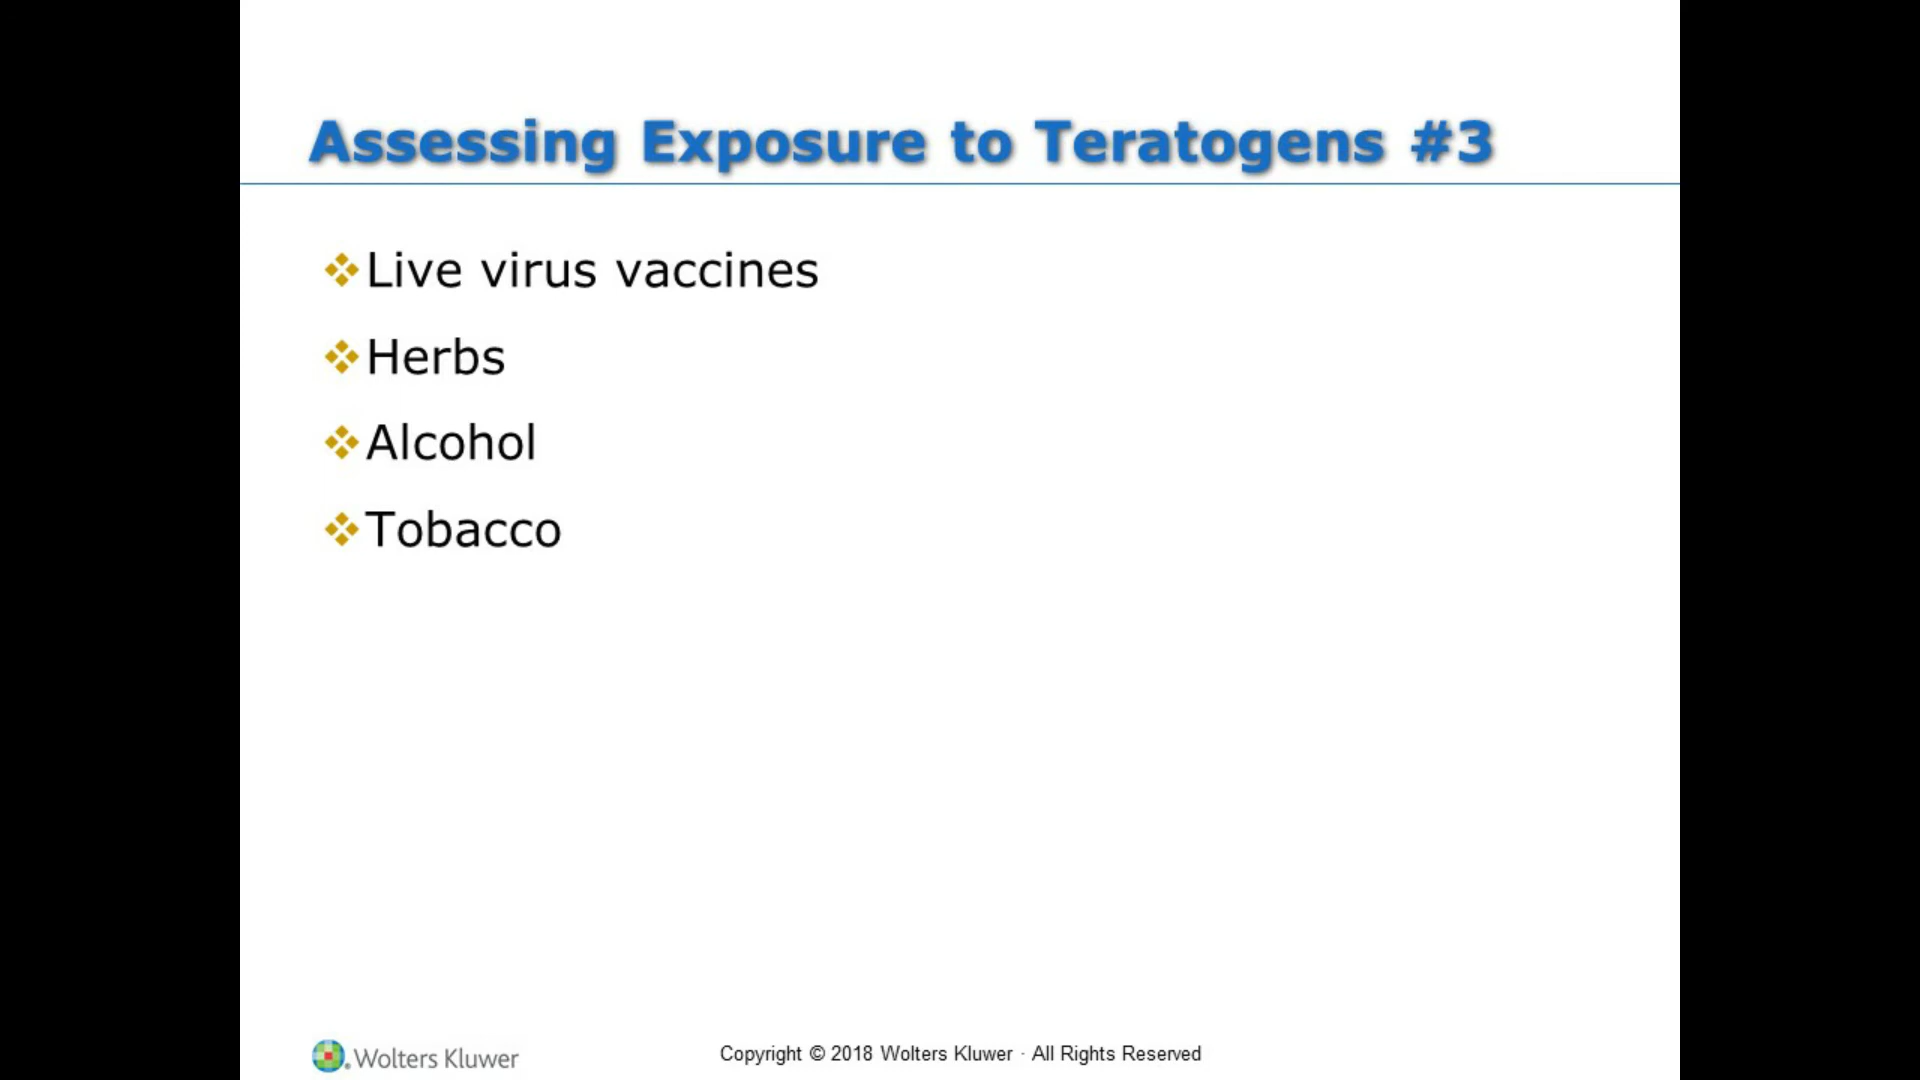 Assessing Exposure to Teratogens #3
Live virus vaccines
Herbs
Alcohol
Tobacco
Wolters Kluwer
Copyright © 2018 Wolters Kluwer · All Rights Reserved